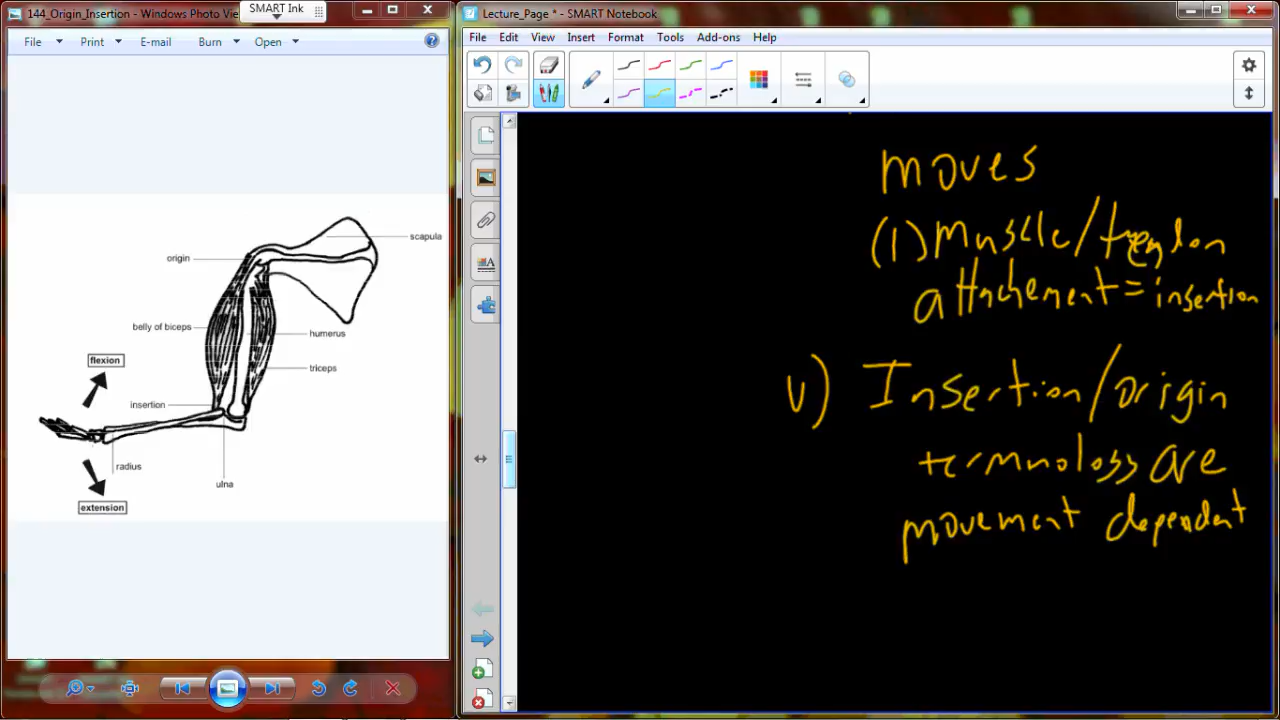 144_Origin_Insertion - Windows Photo Vie
SMART Ink
File Print E-mail Burn Open
scapula
origin
belly of biceps
humerus
flexion
triceps
insertion
radius
ulna
extension
Lecture_Page * - SMART Notebook
File Edit View Insert Format Tools Add-ons Help
moves
(1) Muscle/tendon
attachement = insertion
v) Insertion/origin
terminology are
movement dependent